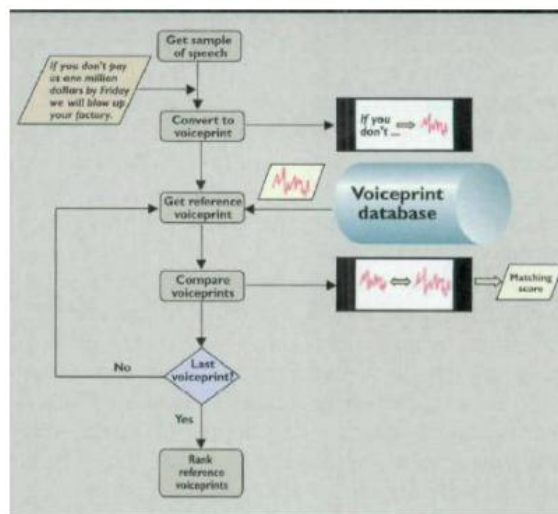 Get sample
of speech
If you don't pay
us one million
dollars by Friday
we will blow up
your factory.
Convert to
voiceprint
If you
don't ...
Get reference
voiceprint
Voiceprint
database
Compare
voiceprints
Matching
score
Last
voiceprint?
No
Yes
Rank
reference
voiceprints